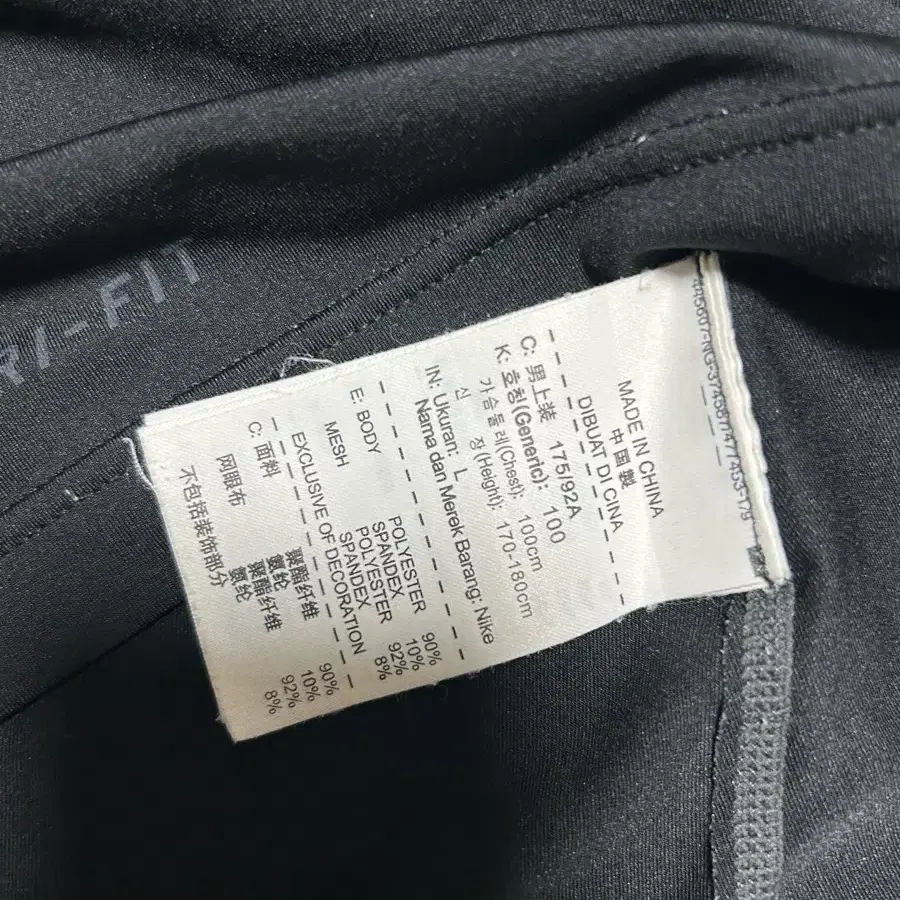 RI-FIT
MADE IN CHINA
中国製
DIBUAT DI CINA
C: 男上装 175/92A
K: 호칭(Generic): 100
가슴둘레(Chest): 100cm
신 장(Height): 170-180cm
IN: Ukuran: L
Nama dan Merek Barang: Nike
E: BODY POLYESTER 90%
SPANDEX 10%
MESH POLYESTER 92%
SPANDEX 8%
EXCLUSIVE OF DECORATION
C: 面料 聚酯纤维 90%
氨纶 10%
网眼布 聚酯纤维 92%
氨纶 8%
不包括装饰部分